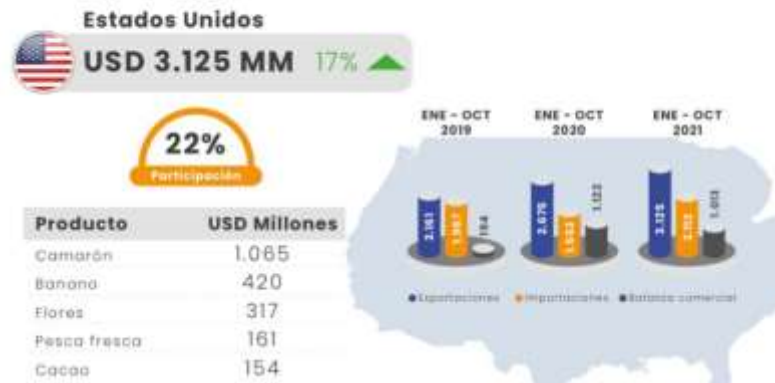 Estados Unidos
USD 3.125 MM 17%
22%
Participación
Producto USD Millones
Camarón 1.065
Banano 420
Flores 317
Pesca fresca 161
Cacao 154
ENE - OCT 2019
ENE - OCT 2020
ENE - OCT 2021
2.161 1.967 194
2.675 1.553 1.122
3.125 2.112 1.013
Exportaciones Importaciones Balanza comercial